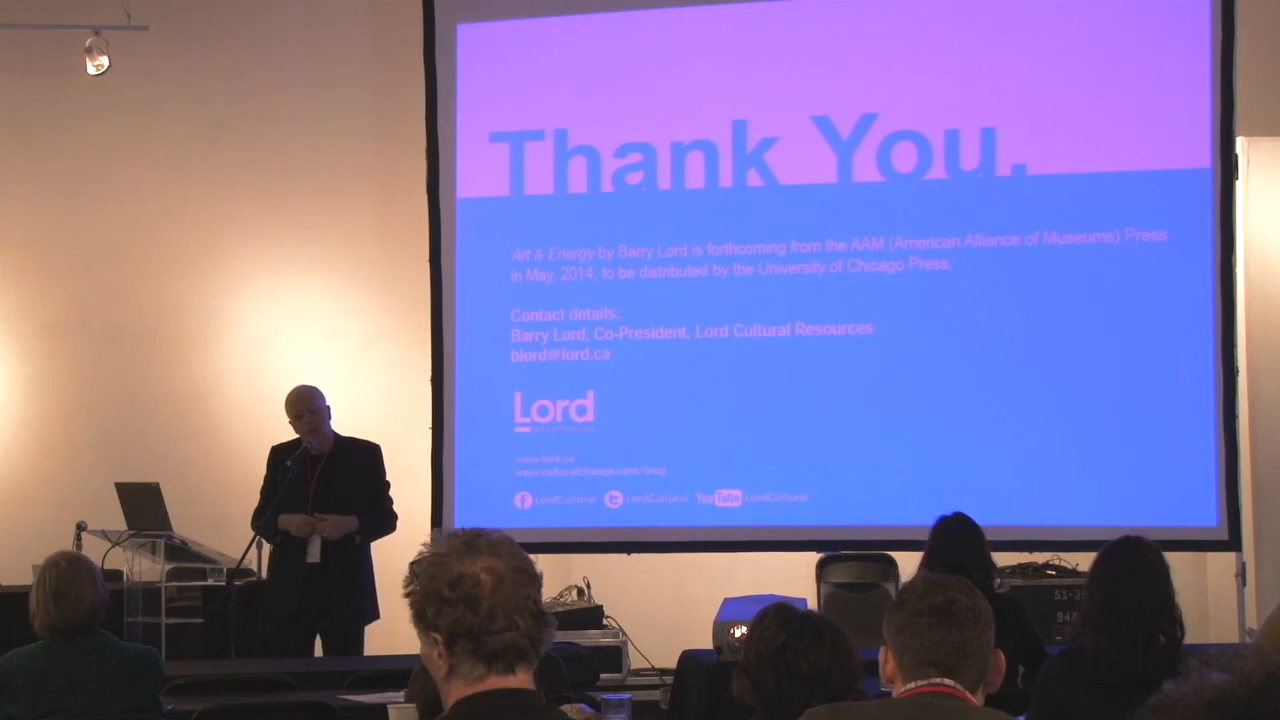 Thank You.
Art & Energy by Barry Lord is forthcoming from the AAM (American Alliance of Museums) Press
in May, 2014, to be distributed by the University of Chicago Press.
Contact details:
Barry Lord, Co-President, Lord Cultural Resources
blord@lord.ca
Lord
www.lord.ca
www.culturalchange.com/blog
LordCultural LordCultural YouTube LordCultural